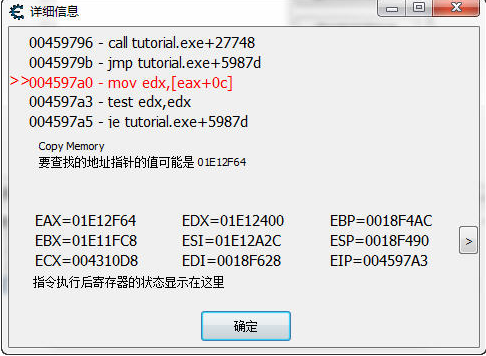 详细信息
00459796 - call tutorial.exe+27748
0045979b - jmp tutorial.exe+5987d
>>004597a0 - mov edx,[eax+0c]
004597a3 - test edx,edx
004597a5 - je tutorial.exe+5987d
Copy Memory
要查找的地址指针的值可能是 01E12F64
EAX=01E12F64 EDX=01E12400 EBP=0018F4AC
EBX=01E11FC8 ESI=01E12A2C ESP=0018F490
ECX=004310D8 EDI=0018F628 EIP=004597A3
>
指令执行后寄存器的状态显示在这里
确定